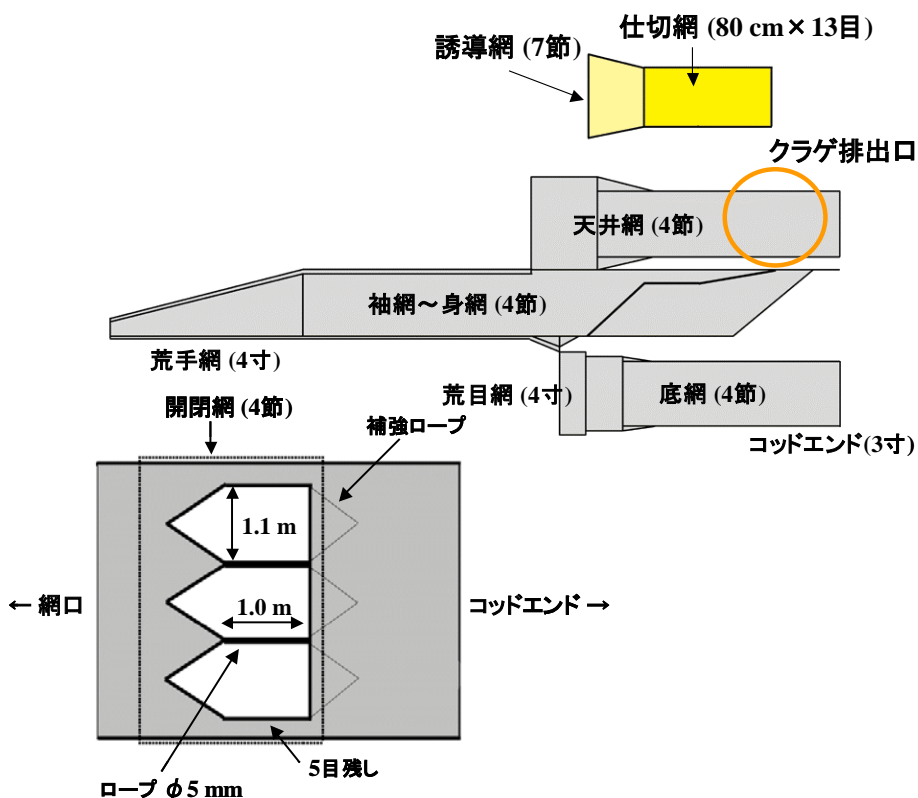 仕切網 (80 cm×13目)
誘導網 (7節)
クラゲ排出口
天井網 (4節)
袖網～身網 (4節)
荒手網 (4寸)
荒目網 (4寸)
底網 (4節)
開閉網 (4節)
補強ロープ
コッドエンド(3寸)
1.1 m
← 網口
1.0 m
コッドエンド →
5目残し
ロープ φ5 mm